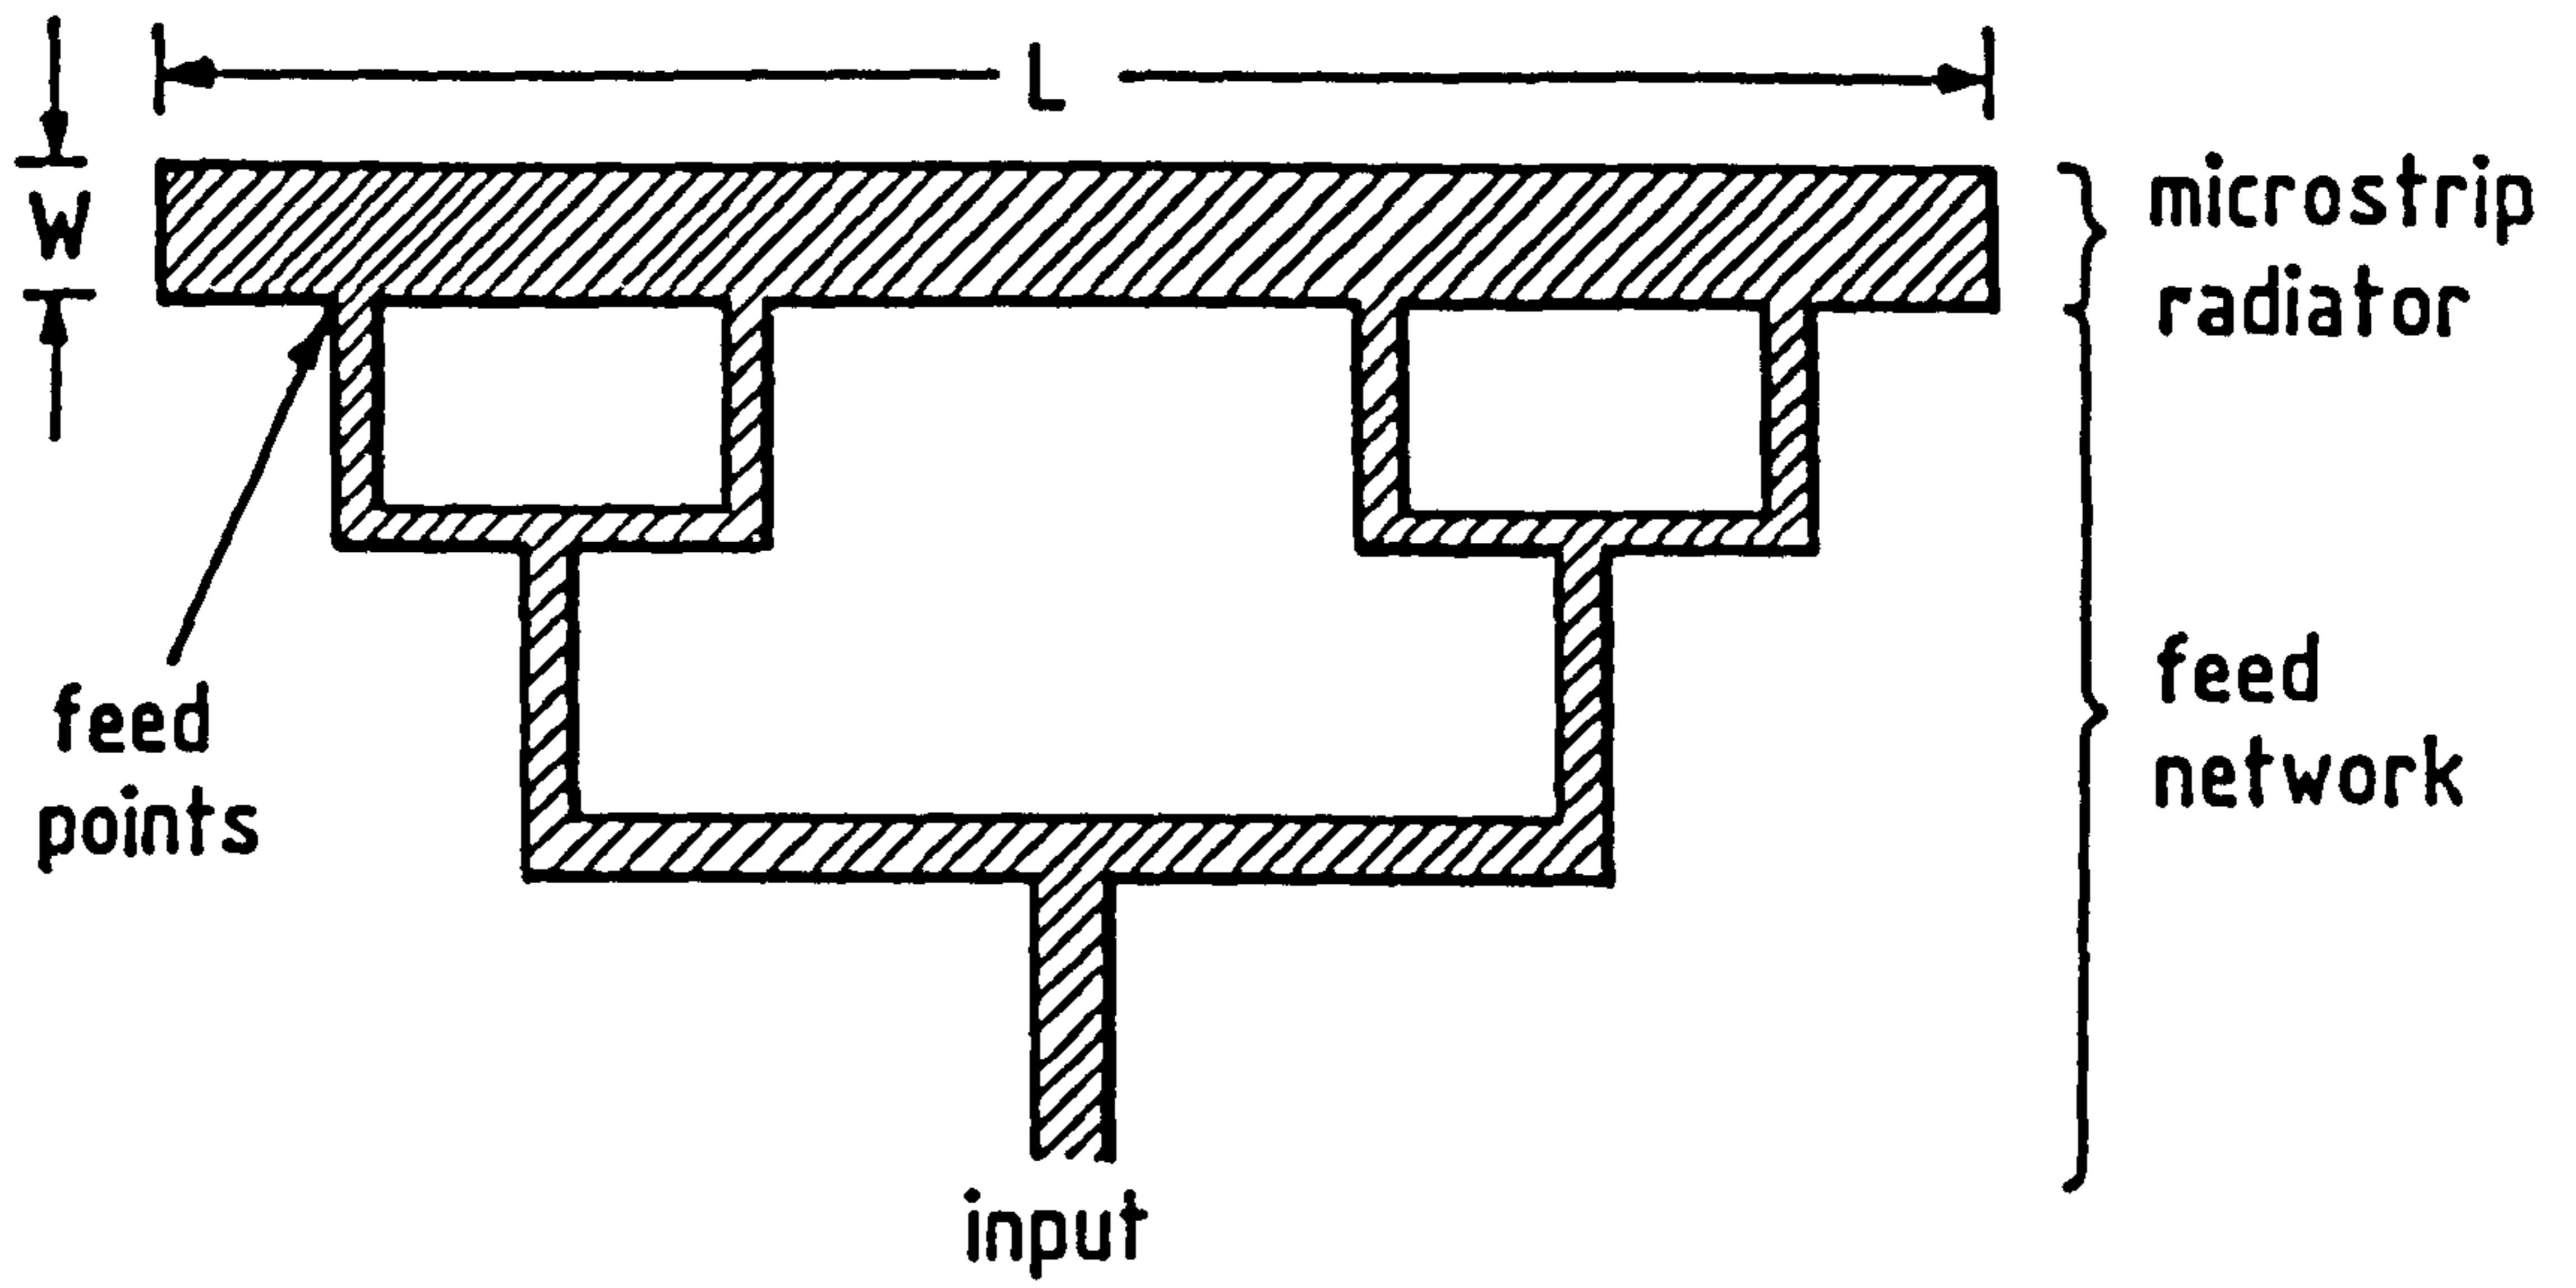 L
W
microstrip
radiator
feed
points
feed
network
input